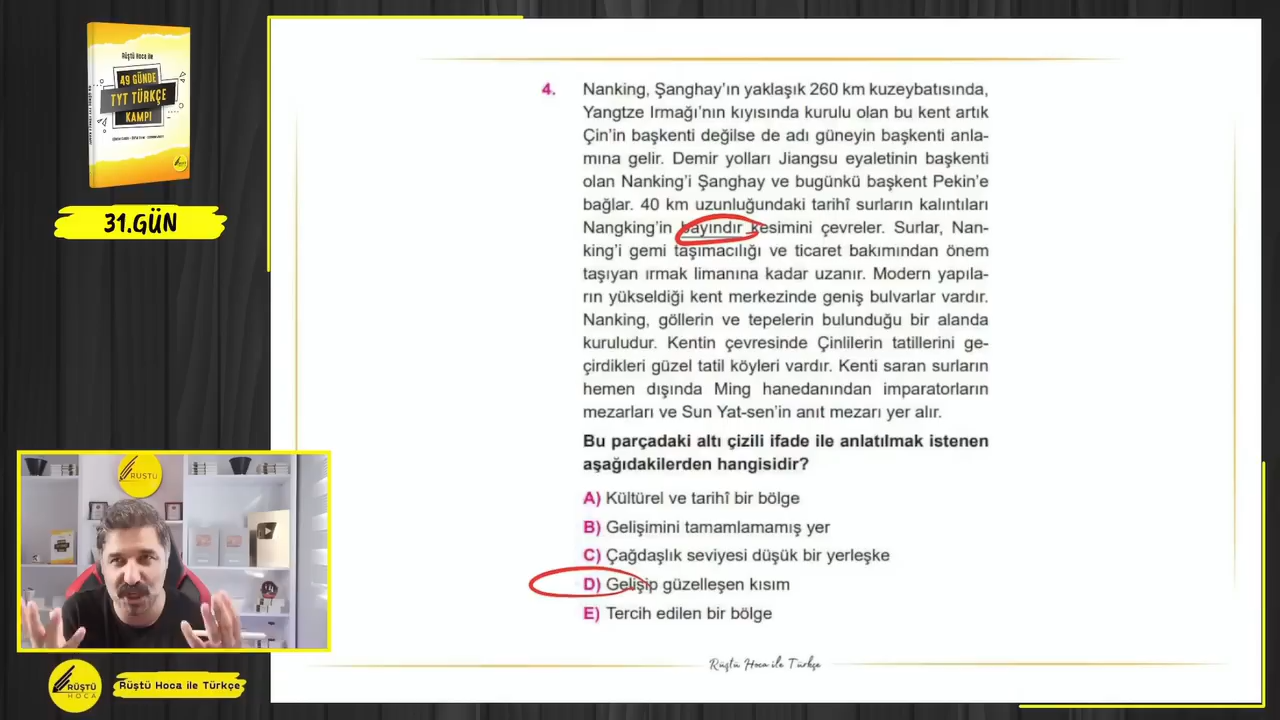 Rüştü Hoca ile
49 GÜNDE
TYT TÜRKÇE
KAMPI
31.GÜN
4. Nanking, Şanghay’ın yaklaşık 260 km kuzeybatısında,
Yangtze Irmağı’nın kıyısında kurulu olan bu kent artık
Çin’in başkenti değilse de adı güneyin başkenti anla-
mına gelir. Demir yolları Jiangsu eyaletinin başkenti
olan Nanking’i Şanghay ve bugünkü başkent Pekin’e
bağlar. 40 km uzunluğundaki tarihî surların kalıntıları
Nangking’in bayındır kesimini çevreler. Surlar, Nan-
king’i gemi taşımacılığı ve ticaret bakımından önem
taşıyan ırmak limanına kadar uzanır. Modern yapıla-
rın yükseldiği kent merkezinde geniş bulvarlar vardır.
Nanking, göllerin ve tepelerin bulunduğu bir alanda
kuruludur. Kentin çevresinde Çinlilerin tatillerini ge-
çirdikleri güzel tatil köyleri vardır. Kenti saran surların
hemen dışında Ming hanedanından imparatorların
mezarları ve Sun Yat-sen’in anıt mezarı yer alır.
Bu parçadaki altı çizili ifade ile anlatılmak istenen
aşağıdakilerden hangisidir?
A) Kültürel ve tarihî bir bölge
B) Gelişimini tamamlamamış yer
C) Çağdaşlık seviyesi düşük bir yerleşke
D) Gelişip güzelleşen kısım
E) Tercih edilen bir bölge
Rüştü Hoca ile Türkçe
RÜŞTÜ
RÜŞTÜ
HOCA
Rüştü Hoca ile Türkçe